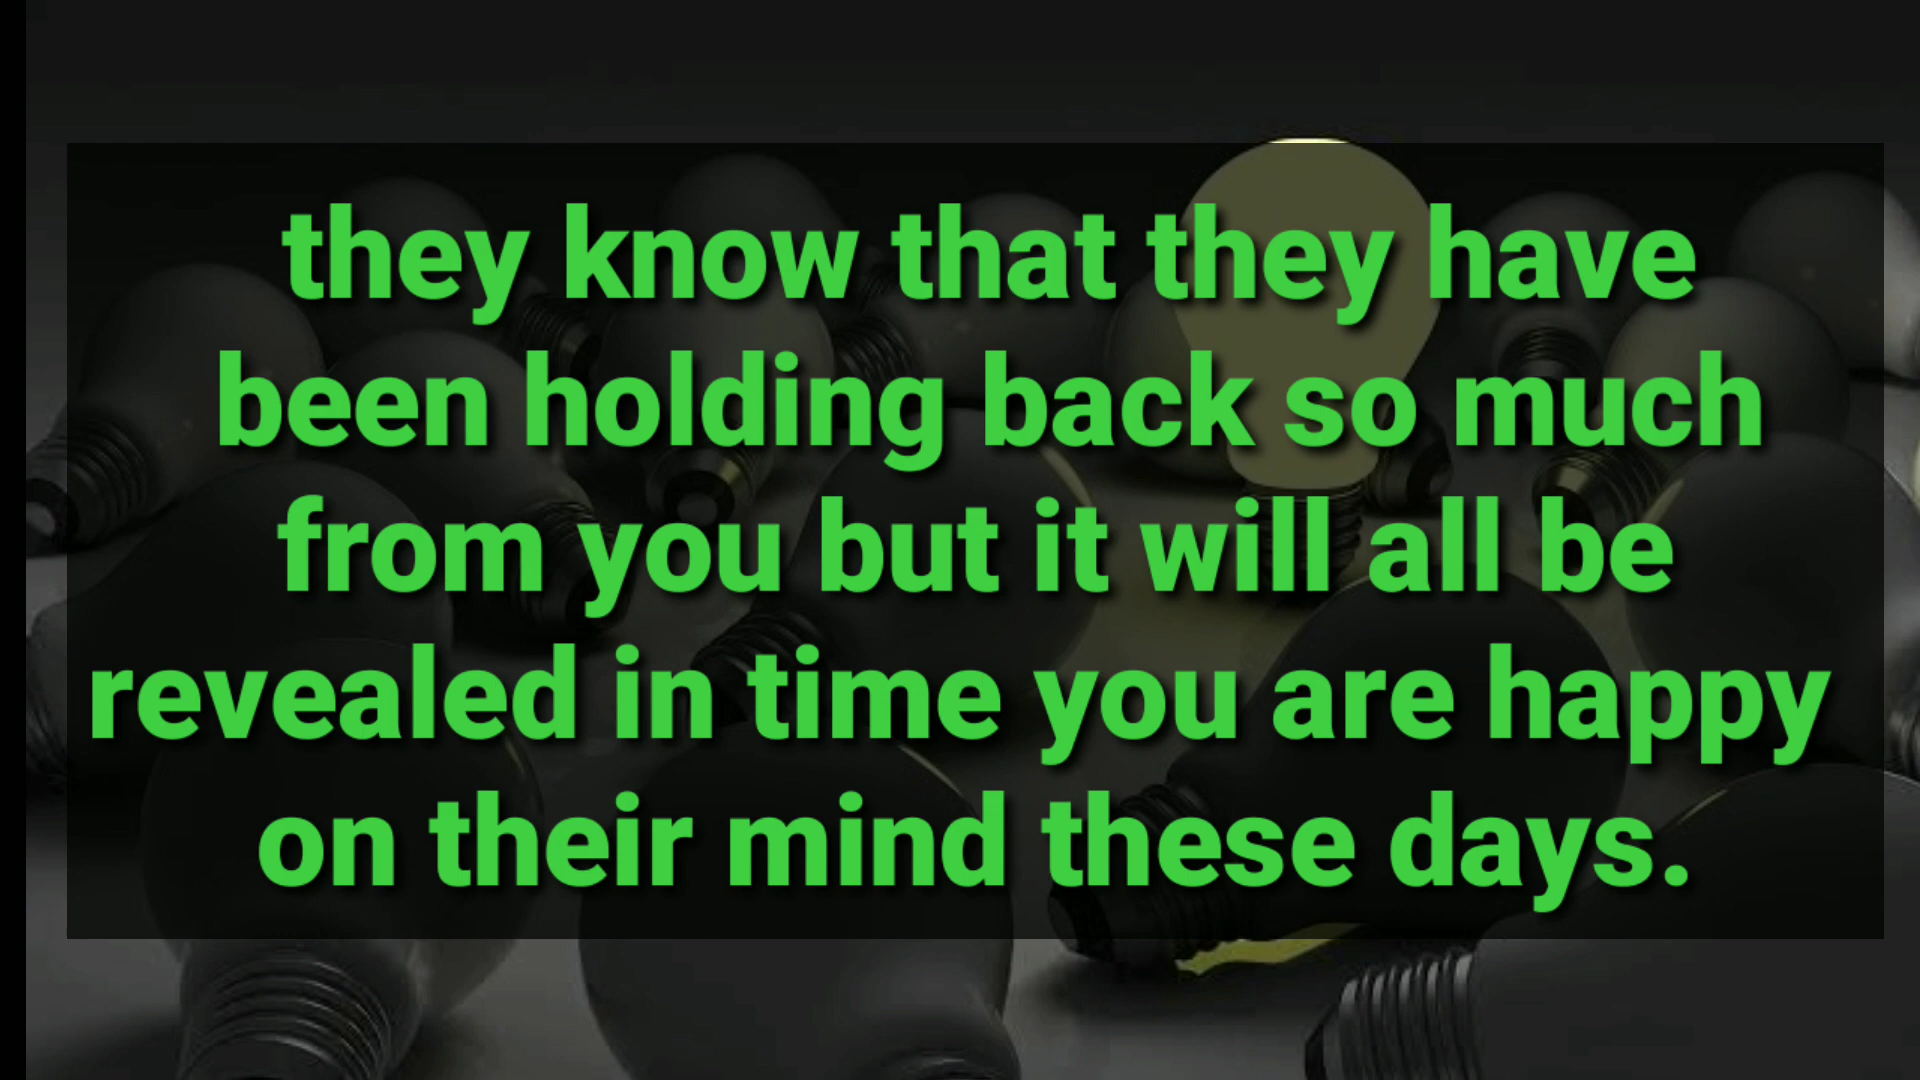 they know that they have
been holding back so much
from you but it will all be
revealed in time you are happy
on their mind these days.